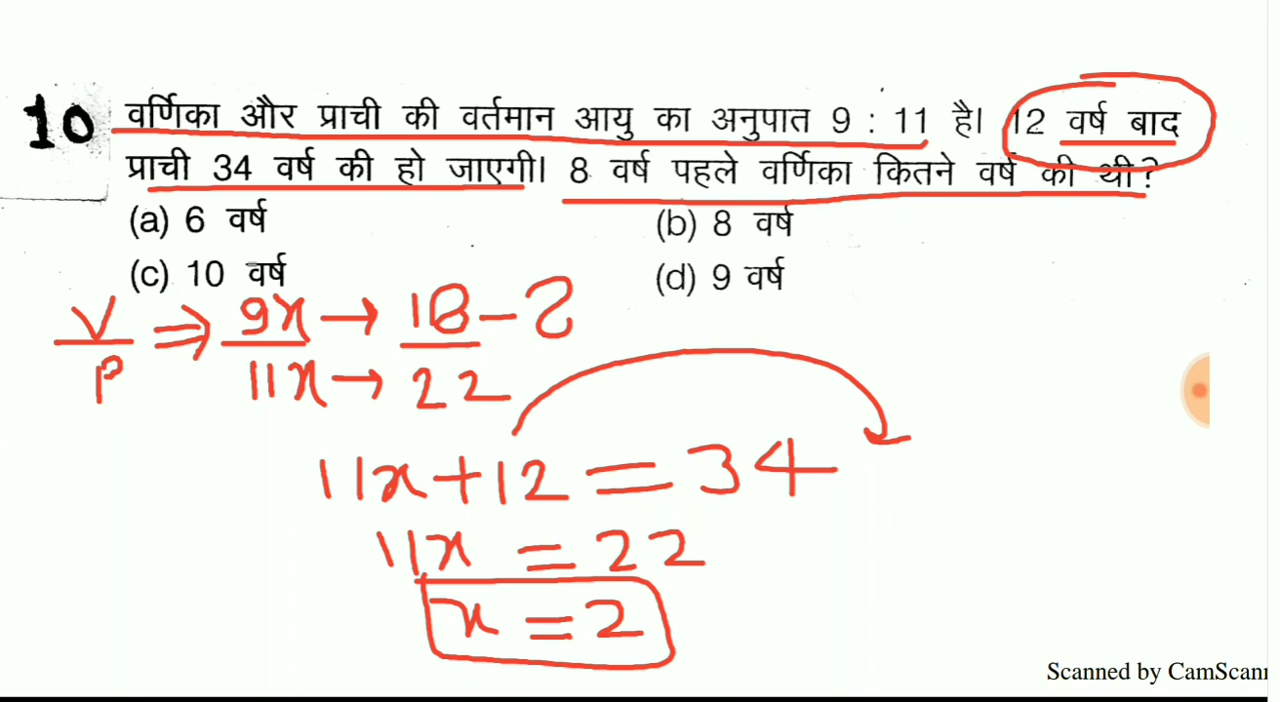 10 वर्णिका और प्राची की वर्तमान आयु का अनुपात 9 : 11 है। 12 वर्ष बाद
प्राची 34 वर्ष की हो जाएगी। 8 वर्ष पहले वर्णिका कितने वर्ष की थी?
(a) 6 वर्ष (b) 8 वर्ष
(c) 10 वर्ष (d) 9 वर्ष
V ⇒ 9x → 18 –
P 11x → 22
11x + 12 = 34
11x = 22
x = 2
Scanned by CamScann